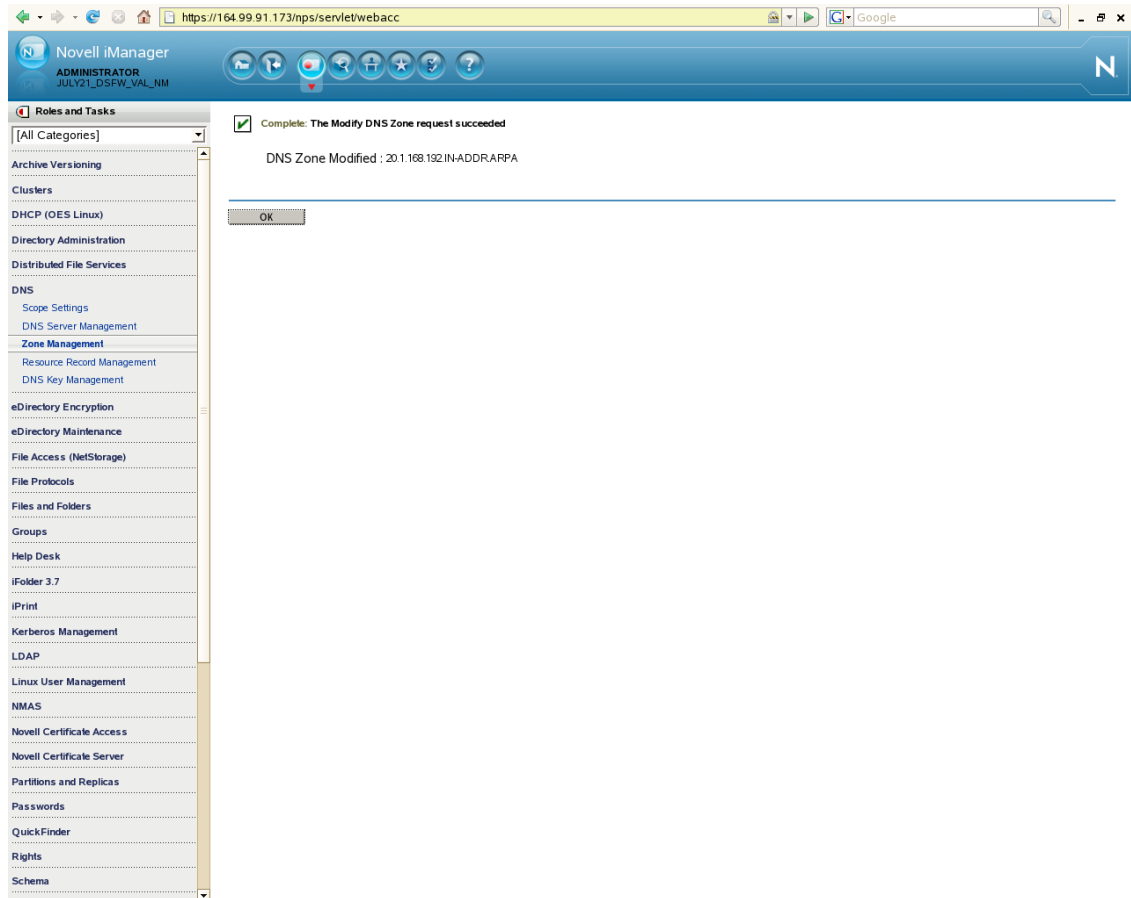 https://164.99.91.173/nps/servlet/webacc
G
Google
N
Novell iManager
ADMINISTRATOR
JULY21_DSFW_VAL_NM
?
N
Roles and Tasks
[All Categories]
Complete: The Modify DNS Zone request succeeded
DNS Zone Modified : 20.1.168.192.IN-ADDR.ARPA
OK
Archive Versioning
Clusters
DHCP (OES Linux)
Directory Administration
Distributed File Services
DNS
Scope Settings
DNS Server Management
Zone Management
Resource Record Management
DNS Key Management
eDirectory Encryption
eDirectory Maintenance
File Access (NetStorage)
File Protocols
Files and Folders
Groups
Help Desk
iFolder 3.7
iPrint
Kerberos Management
LDAP
Linux User Management
NMAS
Novell Certificate Access
Novell Certificate Server
Partitions and Replicas
Passwords
QuickFinder
Rights
Schema